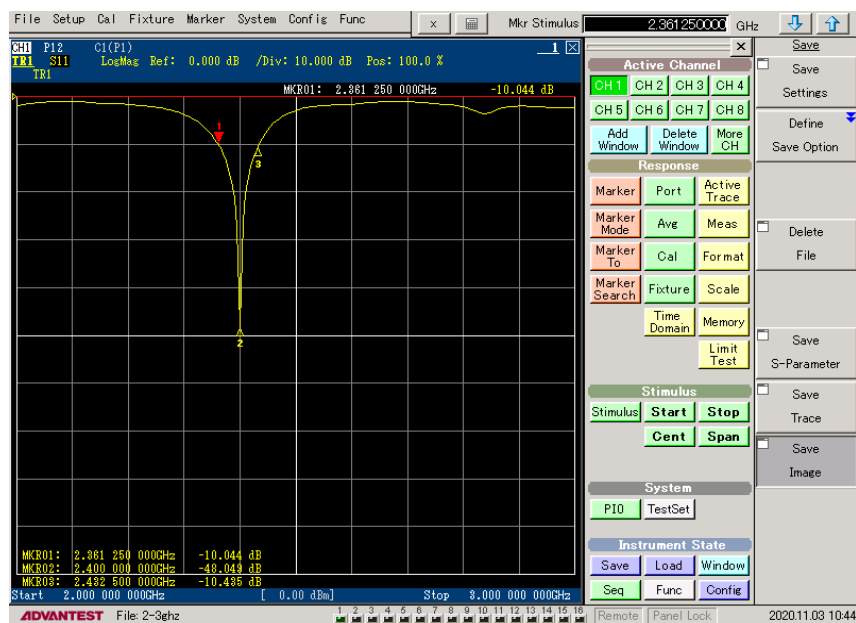 File Setup Cal Fixture Marker System Config Func x Mkr Stimulus 2.361250000 GHz
CH1 P12 C1(P1) 1
TR1 S11 LogMag Ref: 0.000 dB /Div: 10.000 dB Pos: 100.0 %
TR1
MKR01: 2.361 250 000GHz -10.044 dB
1
3
2
MKR01: 2.361 250 000GHz -10.044 dB
MKR02: 2.400 000 000GHz -48.049 dB
MKR03: 2.432 500 000GHz -10.435 dB
Start 2.000 000 000GHz [ 0.00 dBm] Stop 3.000 000 000GHz
Active Channel
CH 1 CH 2 CH 3 CH 4
CH 5 CH 6 CH 7 CH 8
Add Window Delete Window More CH
Response
Marker Port Active Trace
Marker Mode Avg Meas
Marker To Cal Format
Marker Search Fixture Scale
Time Domain Memory
Limit Test
Stimulus
Stimulus Start Stop
Cent Span
System
PIO TestSet
Instrument State
Save Load Window
Seq Func Config
Save
Save Settings
Define Save Option
Delete File
Save S-Parameter
Save Trace
Save Image
ADVANTEST File: 2-3ghz 1 2 3 4 5 6 7 8 9 10 11 12 13 14 15 16 Remote Panel Lock 2020.11.03 10:44